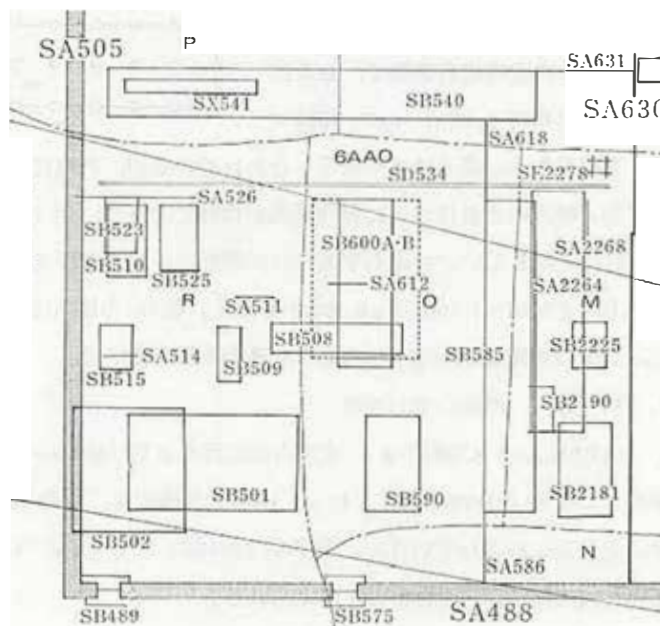 P
SA505
SA631
SX541
SB540
SA630
SA618
6AAO
SD534
SE2278
SA526
SB523
SB600A·B
SA2268
SB510
SB525
SA612
SA2264
R
SA511
O
M
SB508
SA514
SB585
SB2225
SB515
SB509
SB2190
SB501
SB590
SB2181
SB502
N
SA586
SB489
SB575
SA488